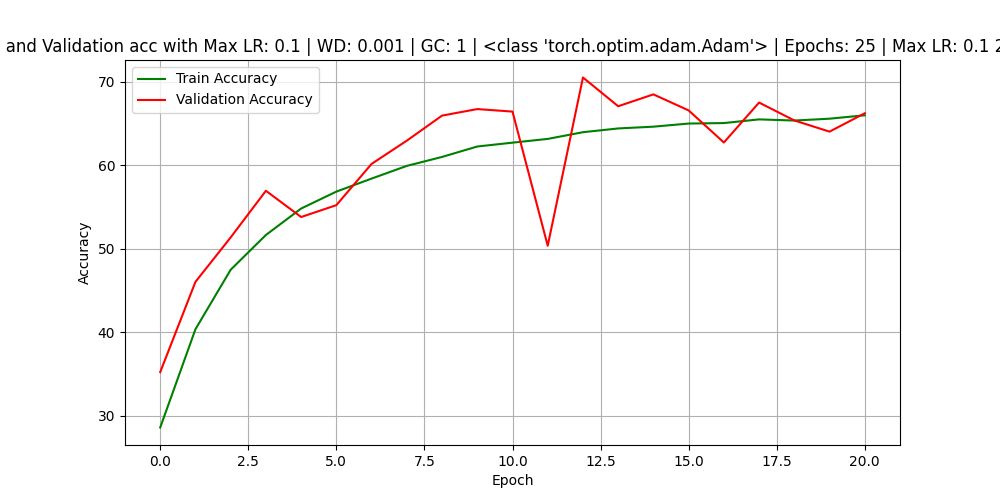 and Validation acc with Max LR: 0.1 | WD: 0.001 | GC: 1 | <class 'torch.optim.adam.Adam'> | Epochs: 25 | Max LR: 0.1 2
Train Accuracy
Validation Accuracy
70
60
50
40
30
Accuracy
0.0 2.5 5.0 7.5 10.0 12.5 15.0 17.5 20.0
Epoch